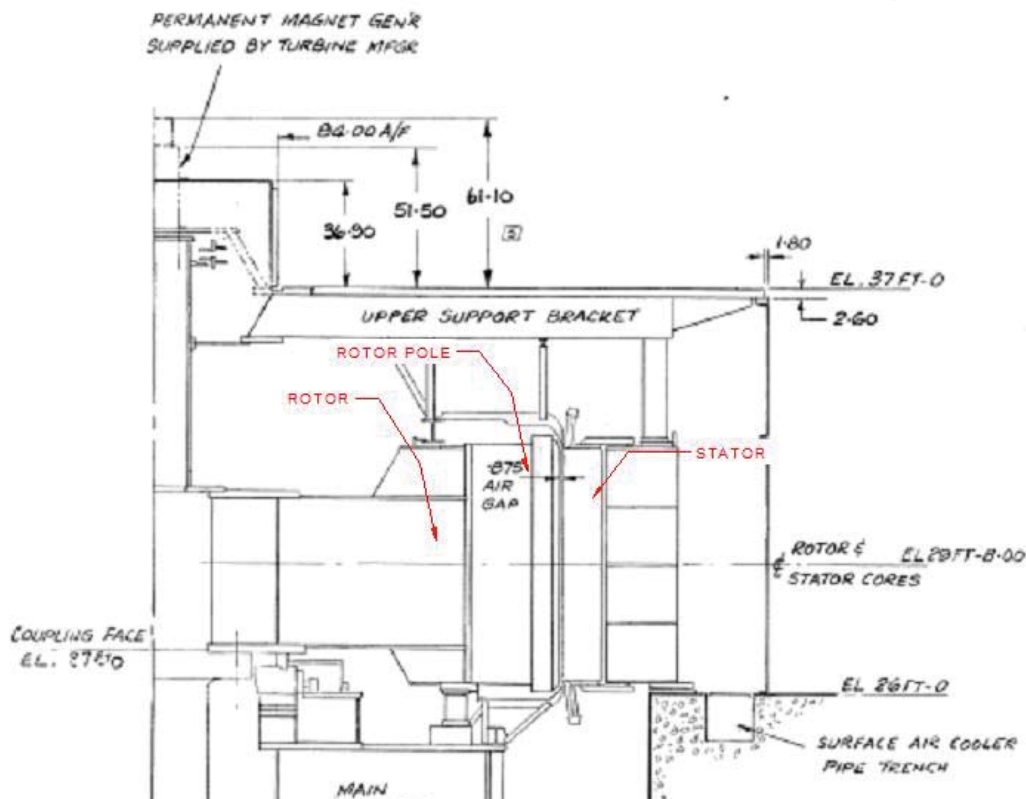 PERMANENT MAGNET GEN'R
SUPPLIED BY TURBINE MFGR
84.00 A/F
61.10
51.50
36.90
5
1.80
EL. 37 FT-0
2.60
UPPER SUPPORT BRACKET
ROTOR POLE
ROTOR
STATOR
.875
AIR
GAP
ROTOR &
STATOR CORES
EL 29 FT-8.00
COUPLING FACE
EL.
EL 26 FT-0
SURFACE AIR COOLER
PIPE TRENCH
MAIN